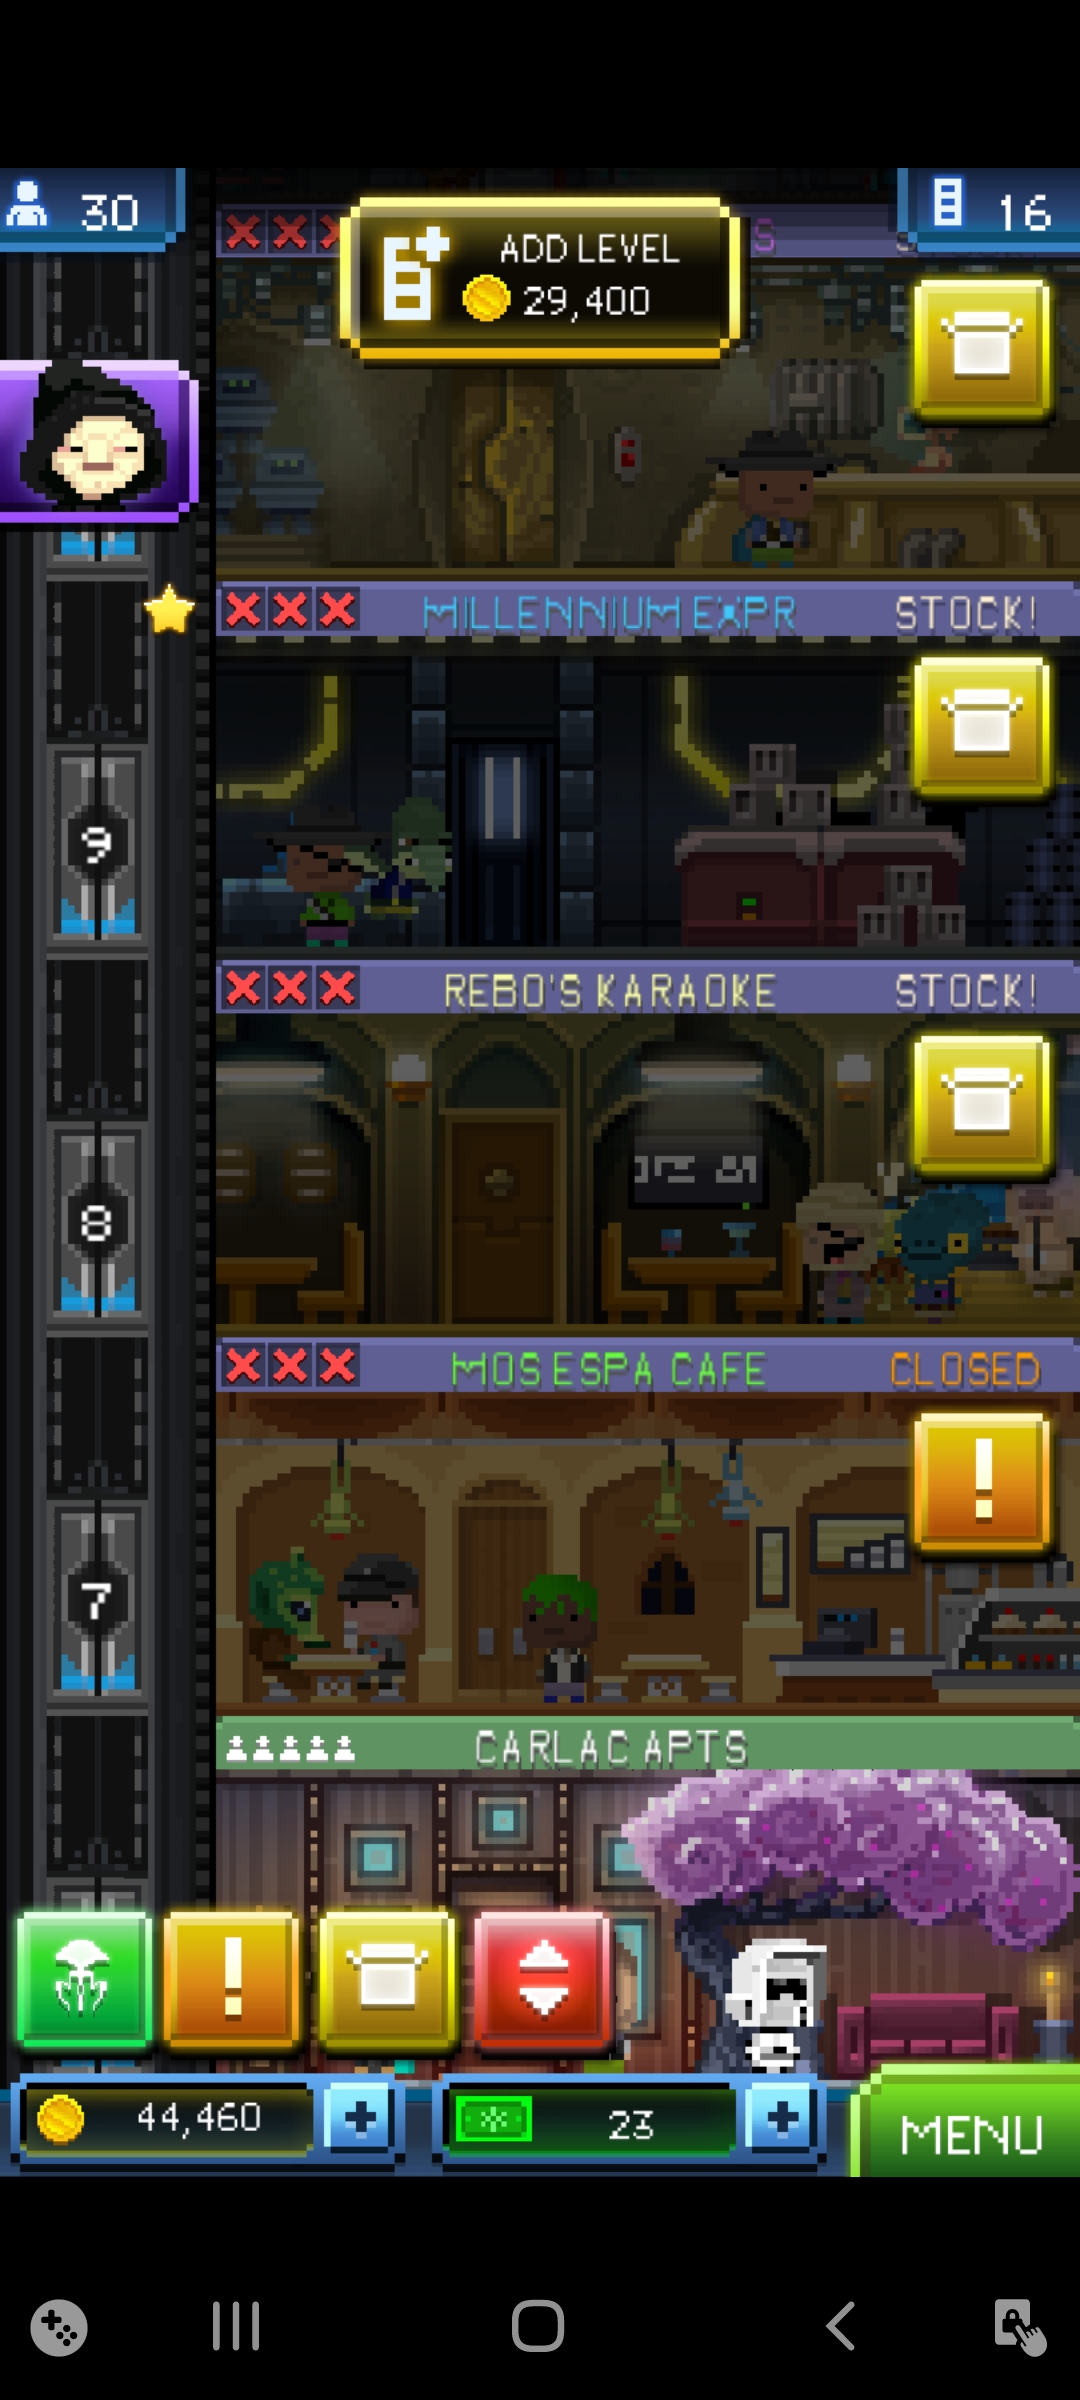 30
16
ADD LEVEL
29,400
S
MILLENNIUM EXPR STOCK!
9
REBO'S KARAOKE STOCK!
8
MOS ESPA CAFE CLOSED
7
CARLAC APTS
44,460
23
MENU